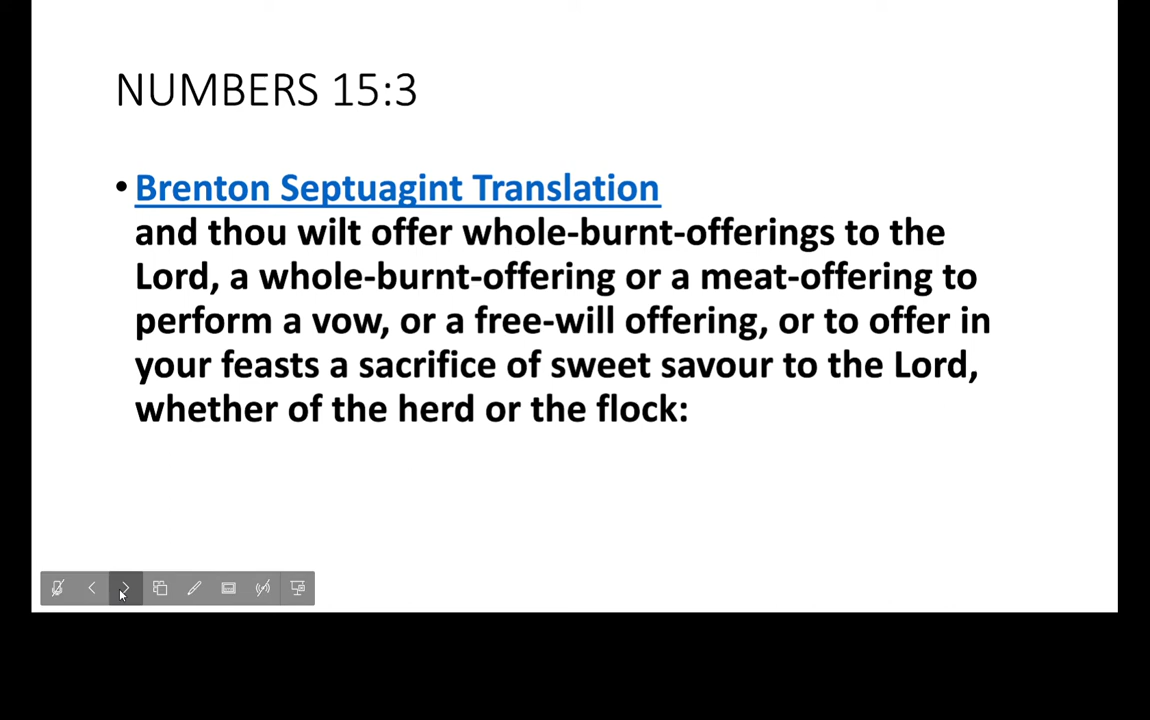 NUMBERS 15:3
• Brenton Septuagint Translation
and thou wilt offer whole-burnt-offerings to the
Lord, a whole-burnt-offering or a meat-offering to
perform a vow, or a free-will offering, or to offer in
your feasts a sacrifice of sweet savour to the Lord,
whether of the herd or the flock: